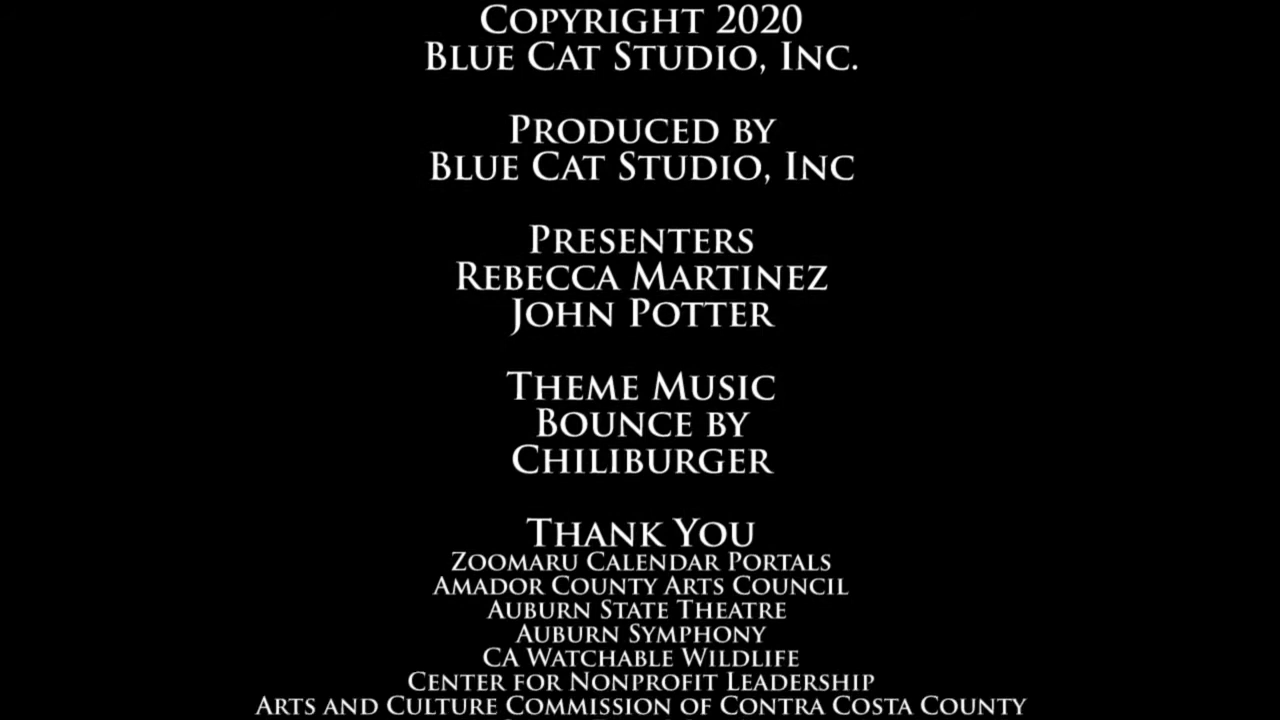 Copyright 2020
Blue Cat Studio, Inc.
Produced by
Blue Cat Studio, Inc
Presenters
Rebecca Martinez
John Potter
Theme Music
Bounce by
Chiliburger
Thank You
Zoomaru Calendar Portals
Amador County Arts Council
Auburn State Theatre
Auburn Symphony
CA Watchable Wildlife
Center for Nonprofit Leadership
Arts and Culture Commission of Contra Costa County